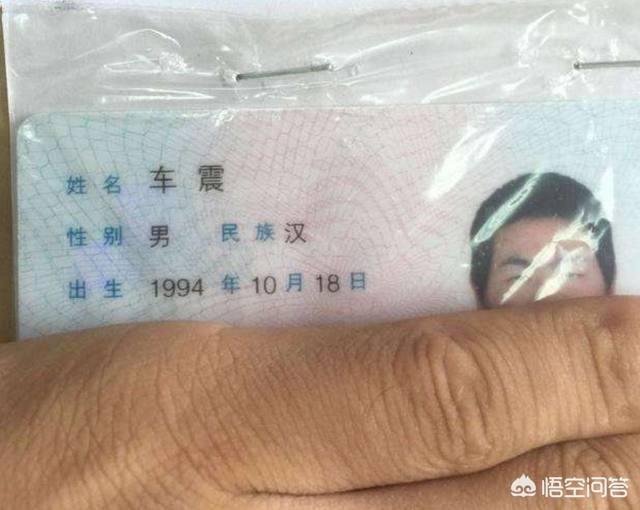 姓名 车震
性别 男 民族 汉
出生 1994 年 10 月 18 日
悟空问答